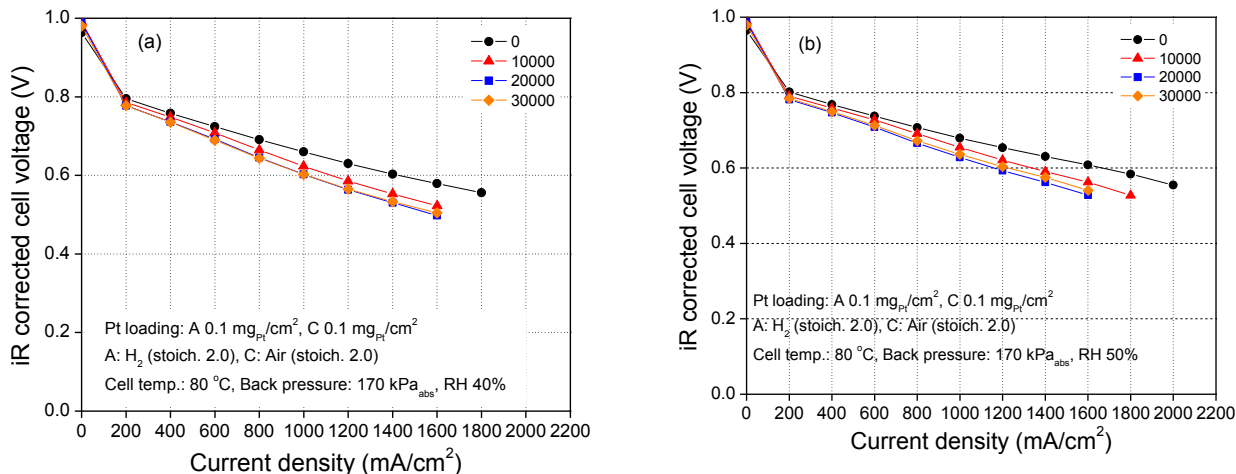 (a)
0
10000
20000
30000
1.0
0.8
0.6
0.4
0.2
0.0
iR corrected cell voltage (V)
Pt loading: A 0.1 mg_Pt/cm², C 0.1 mg_Pt/cm²
A: H₂ (stoich. 2.0), C: Air (stoich. 2.0)
Cell temp.: 80 °C, Back pressure: 170 kPa_abs, RH 40%
0 200 400 600 800 1000 1200 1400 1600 1800 2000 2200
Current density (mA/cm²)
(b)
0
10000
20000
30000
1.0
0.8
0.6
0.4
0.2
0.0
iR corrected cell voltage (V)
Pt loading: A 0.1 mg_Pt/cm², C 0.1 mg_Pt/cm²
A: H₂ (stoich. 2.0), C: Air (stoich. 2.0)
Cell temp.: 80 °C, Back pressure: 170 kPa_abs, RH 50%
0 200 400 600 800 1000 1200 1400 1600 1800 2000 2200
Current density (mA/cm²)